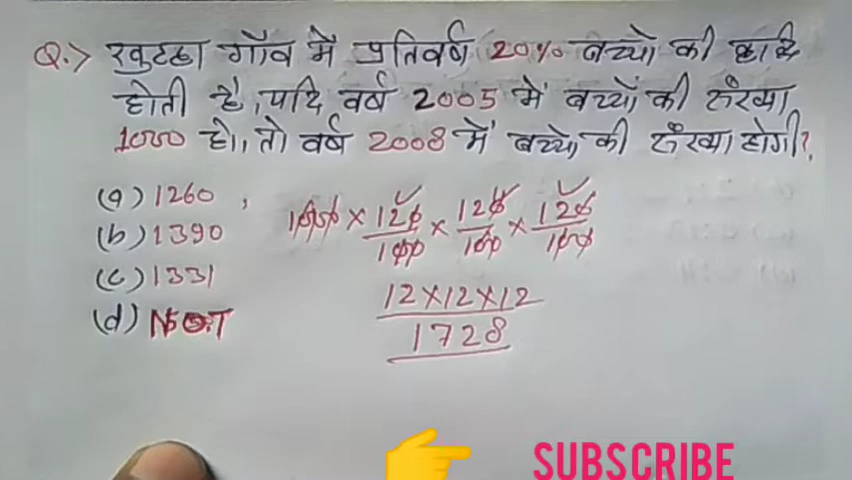 Q.> खुटहा गाँव में प्रतिवर्ष 20% बच्चो की वृद्धि
होती है, यदि वर्ष 2005 में बच्चों की संख्या
1000 हो, तो वर्ष 2008 में बच्चो की संख्या होगी?
(a) 1260 ,
(b) 1390
(c) 1331
(d) N.O.T
1000 × 120/100 × 120/100 × 120/100
12×12×12
1728
SUBSCRIBE